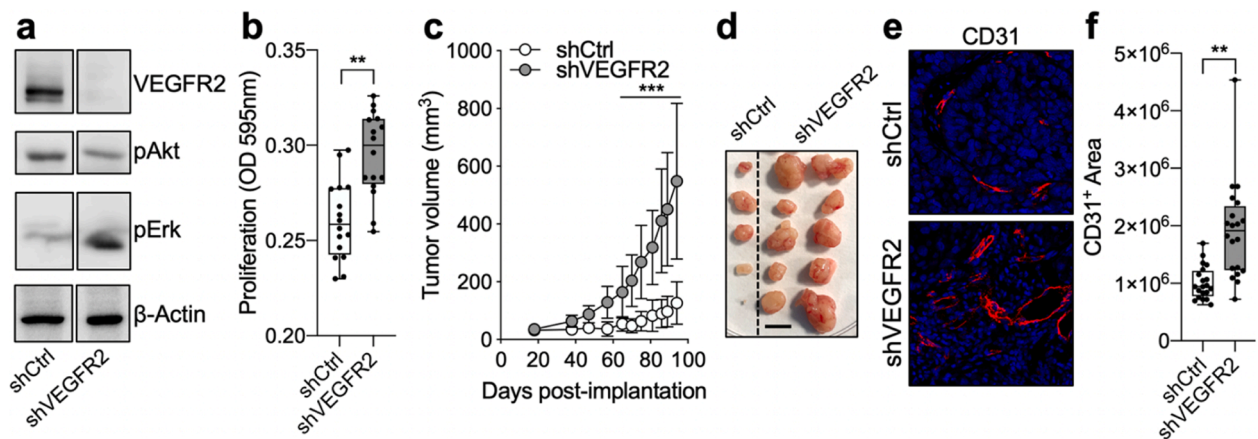 a
VEGFR2
pAkt
pErk
β-Actin
shCtrl
shVEGFR2
b
Proliferation (OD 595nm)
0.35
0.30
0.25
0.20
**
shCtrl
shVEGFR2
c
shCtrl
shVEGFR2
***
Tumor volume (mm³)
1000
800
600
400
200
0
0 20 40 60 80 100
Days post-implantation
d
shCtrl
shVEGFR2
e
CD31
shCtrl
shVEGFR2
f
CD31⁺ Area
5×10⁶
4×10⁶
3×10⁶
2×10⁶
1×10⁶
0
**
shCtrl
shVEGFR2